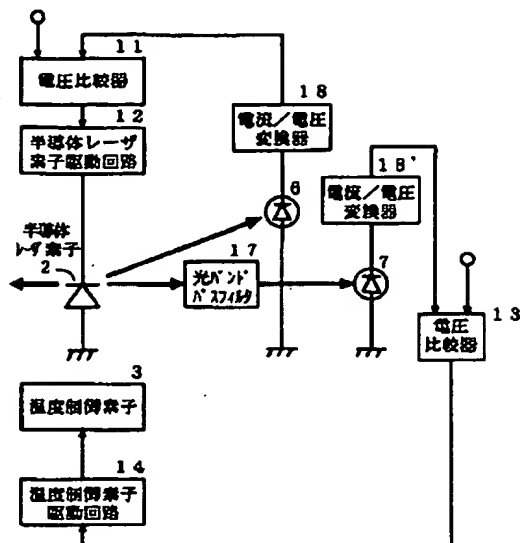 11
電圧比較器
12
半導体レーザ
素子駆動回路
半導体
レーザ素子
2
18
電流/電圧
変換器
6
17
光バンド
パスフィルタ
18'
電流/電圧
変換器
7
13
電圧
比較器
3
温度制御素子
14
温度制御素子
駆動回路